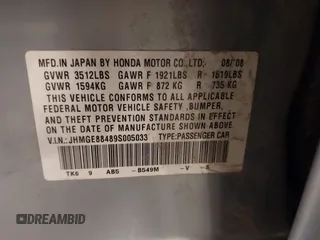 MFD.IN JAPAN BY HONDA MOTOR CO.,LTD. 08/'08
GVWR 3512LBS GAWR F 1921LBS R 1619LBS
GVWR 1594KG GAWR F 872 KG R 735 KG
THIS VEHICLE CONFORMS TO ALL APPLICABLE
FEDERAL MOTOR VEHICLE SAFETY ,BUMPER,
AND THEFT PREVENTION STANDARDS IN EFFECT ON
THE DATE OF MANUFACTURE SHOWN ABOVE.
V.I.N.: JHMGE88489S005033 TYPE:PASSENGER CAR
TK6 9 AB5 -B549M -V
DREAMBID